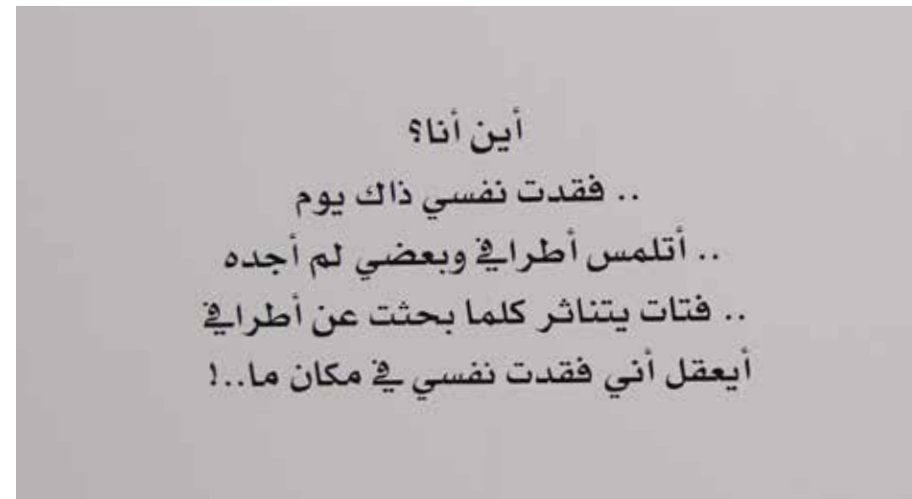 أين أنا؟
.. فقدت نفسي ذاك يوم
.. أتلمس أطرافي وبعضي لم أجده
.. فتات يتناثر كلما بحثت عن أطرافي
أيعقل أني فقدت نفسي في مكان ما..!